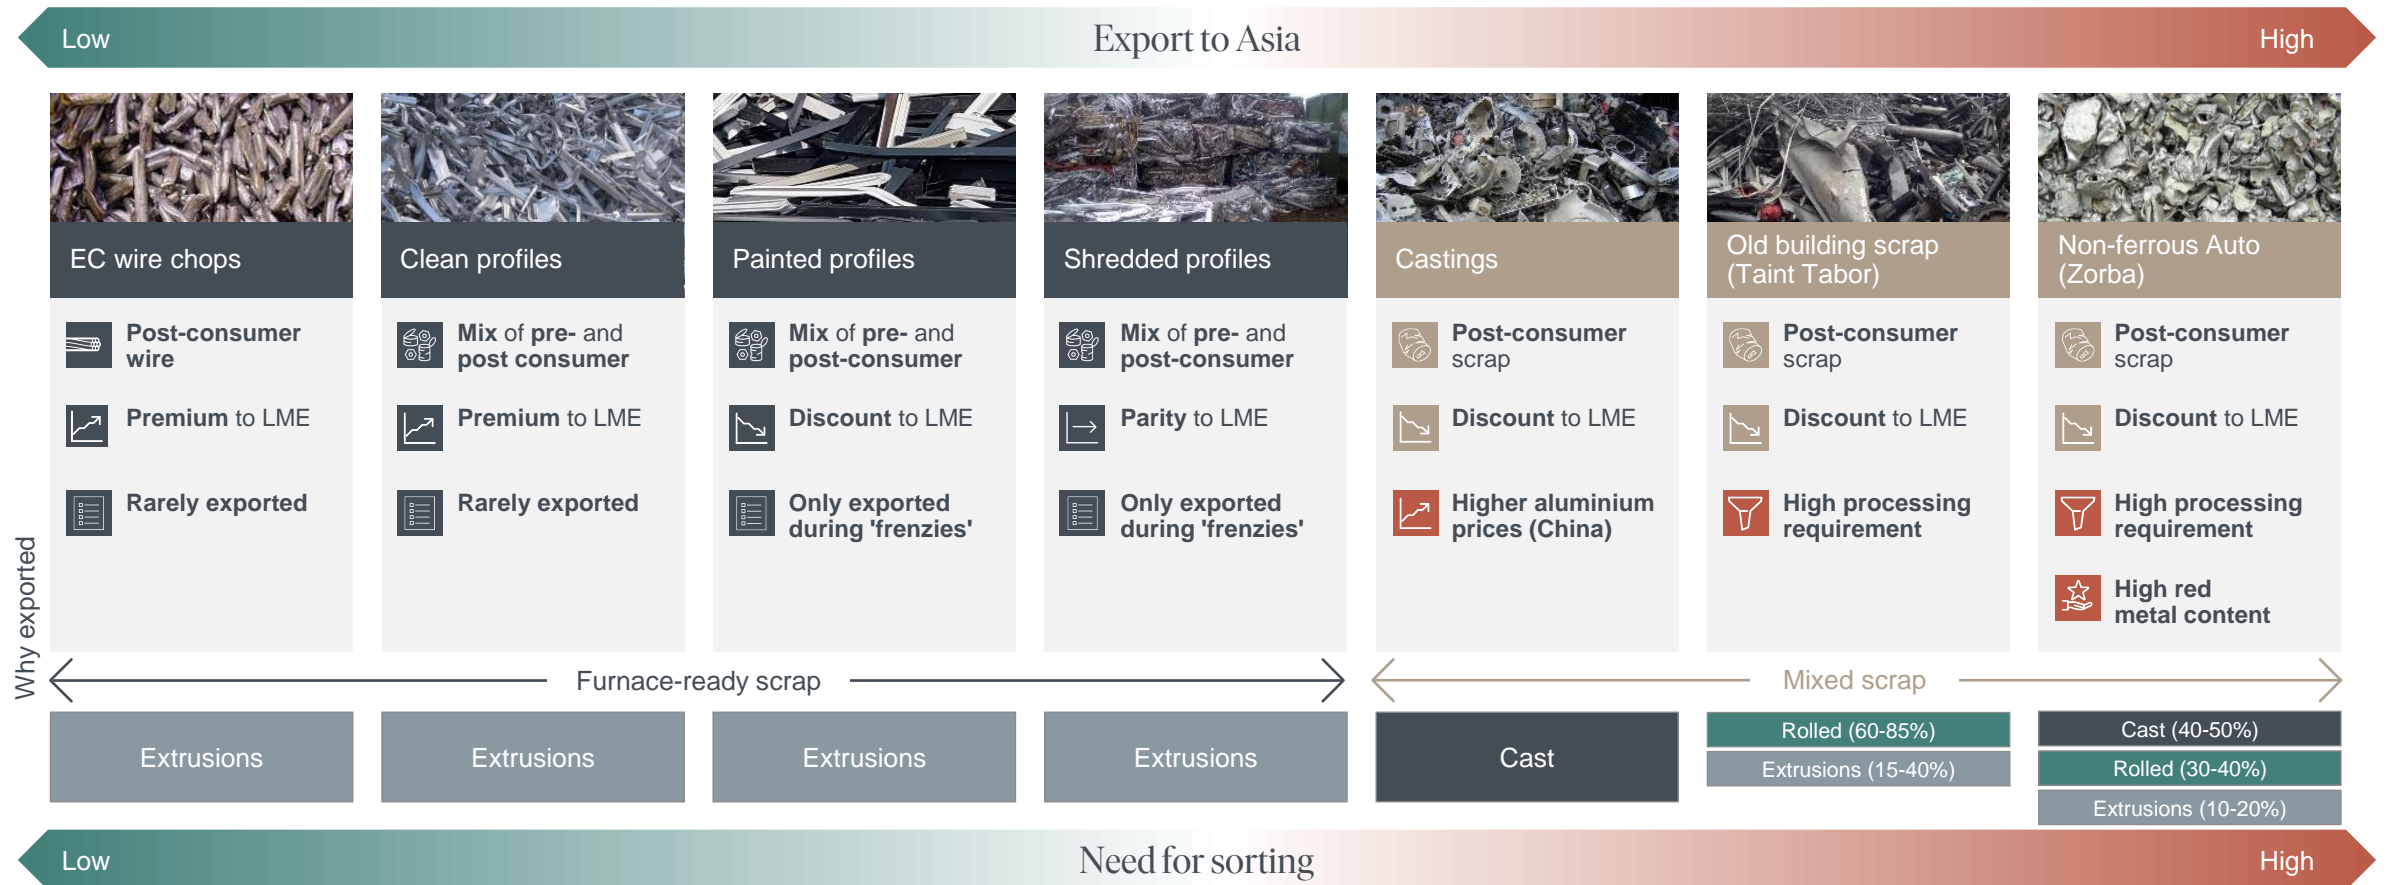 Low
Export to Asia
High
EC wire chops
Post-consumer
wire
Premium to LME
Rarely exported
Clean profiles
Mix of pre- and
post consumer
Premium to LME
Rarely exported
Painted profiles
Mix of pre- and
post-consumer
Discount to LME
Only exported
during 'frenzies'
Shredded profiles
Mix of pre- and
post-consumer
Parity to LME
Only exported
during 'frenzies'
Castings
Post-consumer
scrap
Discount to LME
Higher aluminium
prices (China)
Old building scrap
(Taint Tabor)
Post-consumer
scrap
Discount to LME
High processing
requirement
Non-ferrous Auto
(Zorba)
Post-consumer
scrap
Discount to LME
High processing
requirement
High red
metal content
Why exported
Furnace-ready scrap
Mixed scrap
Extrusions
Extrusions
Extrusions
Extrusions
Cast
Rolled (60-85%)
Extrusions (15-40%)
Cast (40-50%)
Rolled (30-40%)
Extrusions (10-20%)
Low
Need for sorting
High